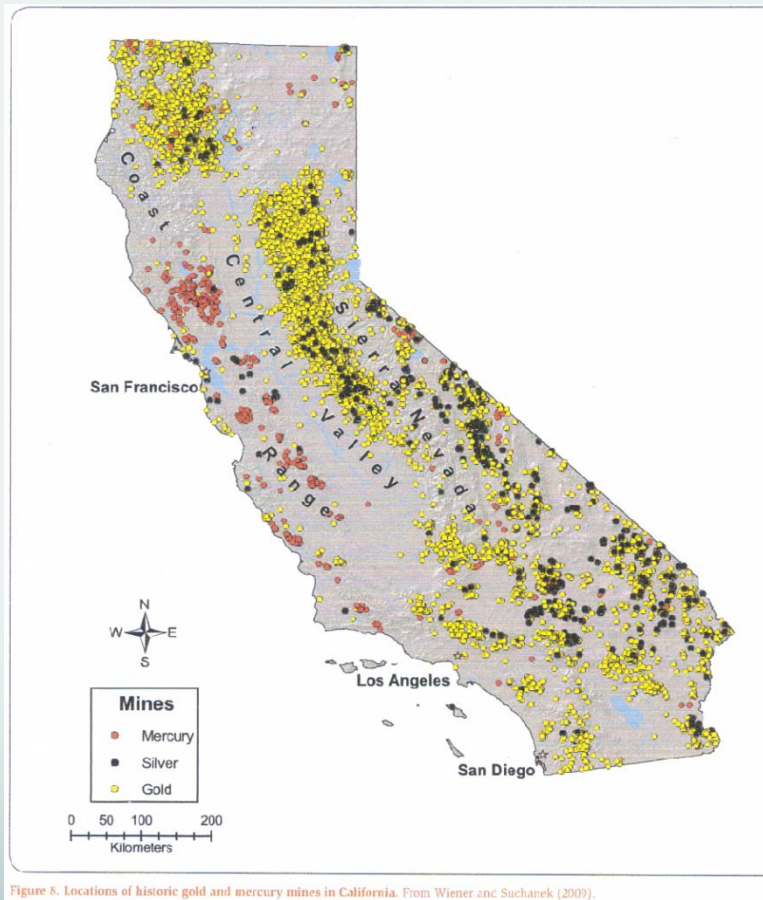 Coast
Central
Sierra
San Francisco
Valley
Nevada
Range
N
W E
S
Los Angeles
Mines
Mercury
Silver
Gold
San Diego
0 50 100 200
Kilometers
Figure 8. Locations of historic gold and mercury mines in California. From Wiener and Suchanek (2009).